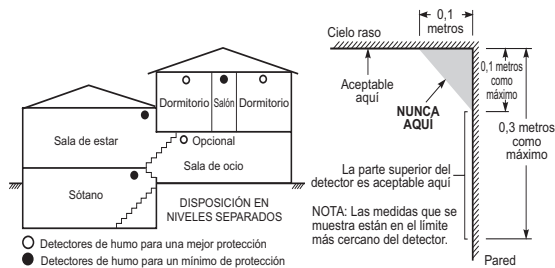 Dormitorio Salón Dormitorio
Sala de estar
Opcional
Sala de ocio
Sótano
DISPOSICIÓN EN
NIVELES SEPARADOS
Detectores de humo para una mejor protección
Detectores de humo para un mínimo de protección
0,1
metros
Cielo raso
Aceptable
aquí
NUNCA
AQUÍ
0,1 metros
como
máximo
0,3 metros
como
máximo
La parte superior del
detector es aceptable aquí
NOTA: Las medidas que se
muestra están en el límite
más cercano del detector.
Pared